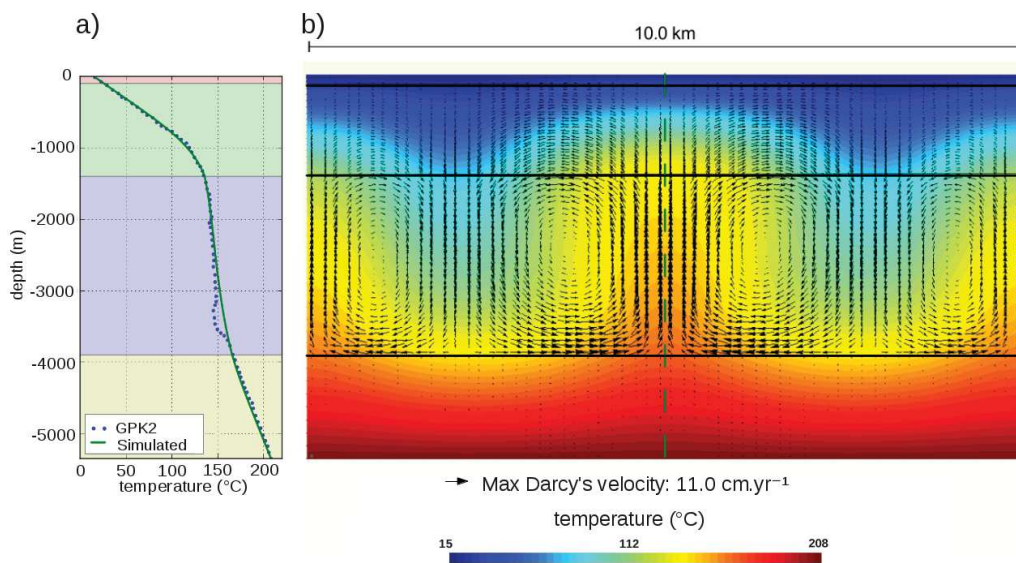 a)
b)
10.0 km
0
-1000
-2000
-3000
-4000
-5000
depth (m)
GPK2
Simulated
0 50 100 150 200
temperature (°C)
Max Darcy's velocity: 11.0 cm.yr⁻¹
temperature (°C)
15 112 208